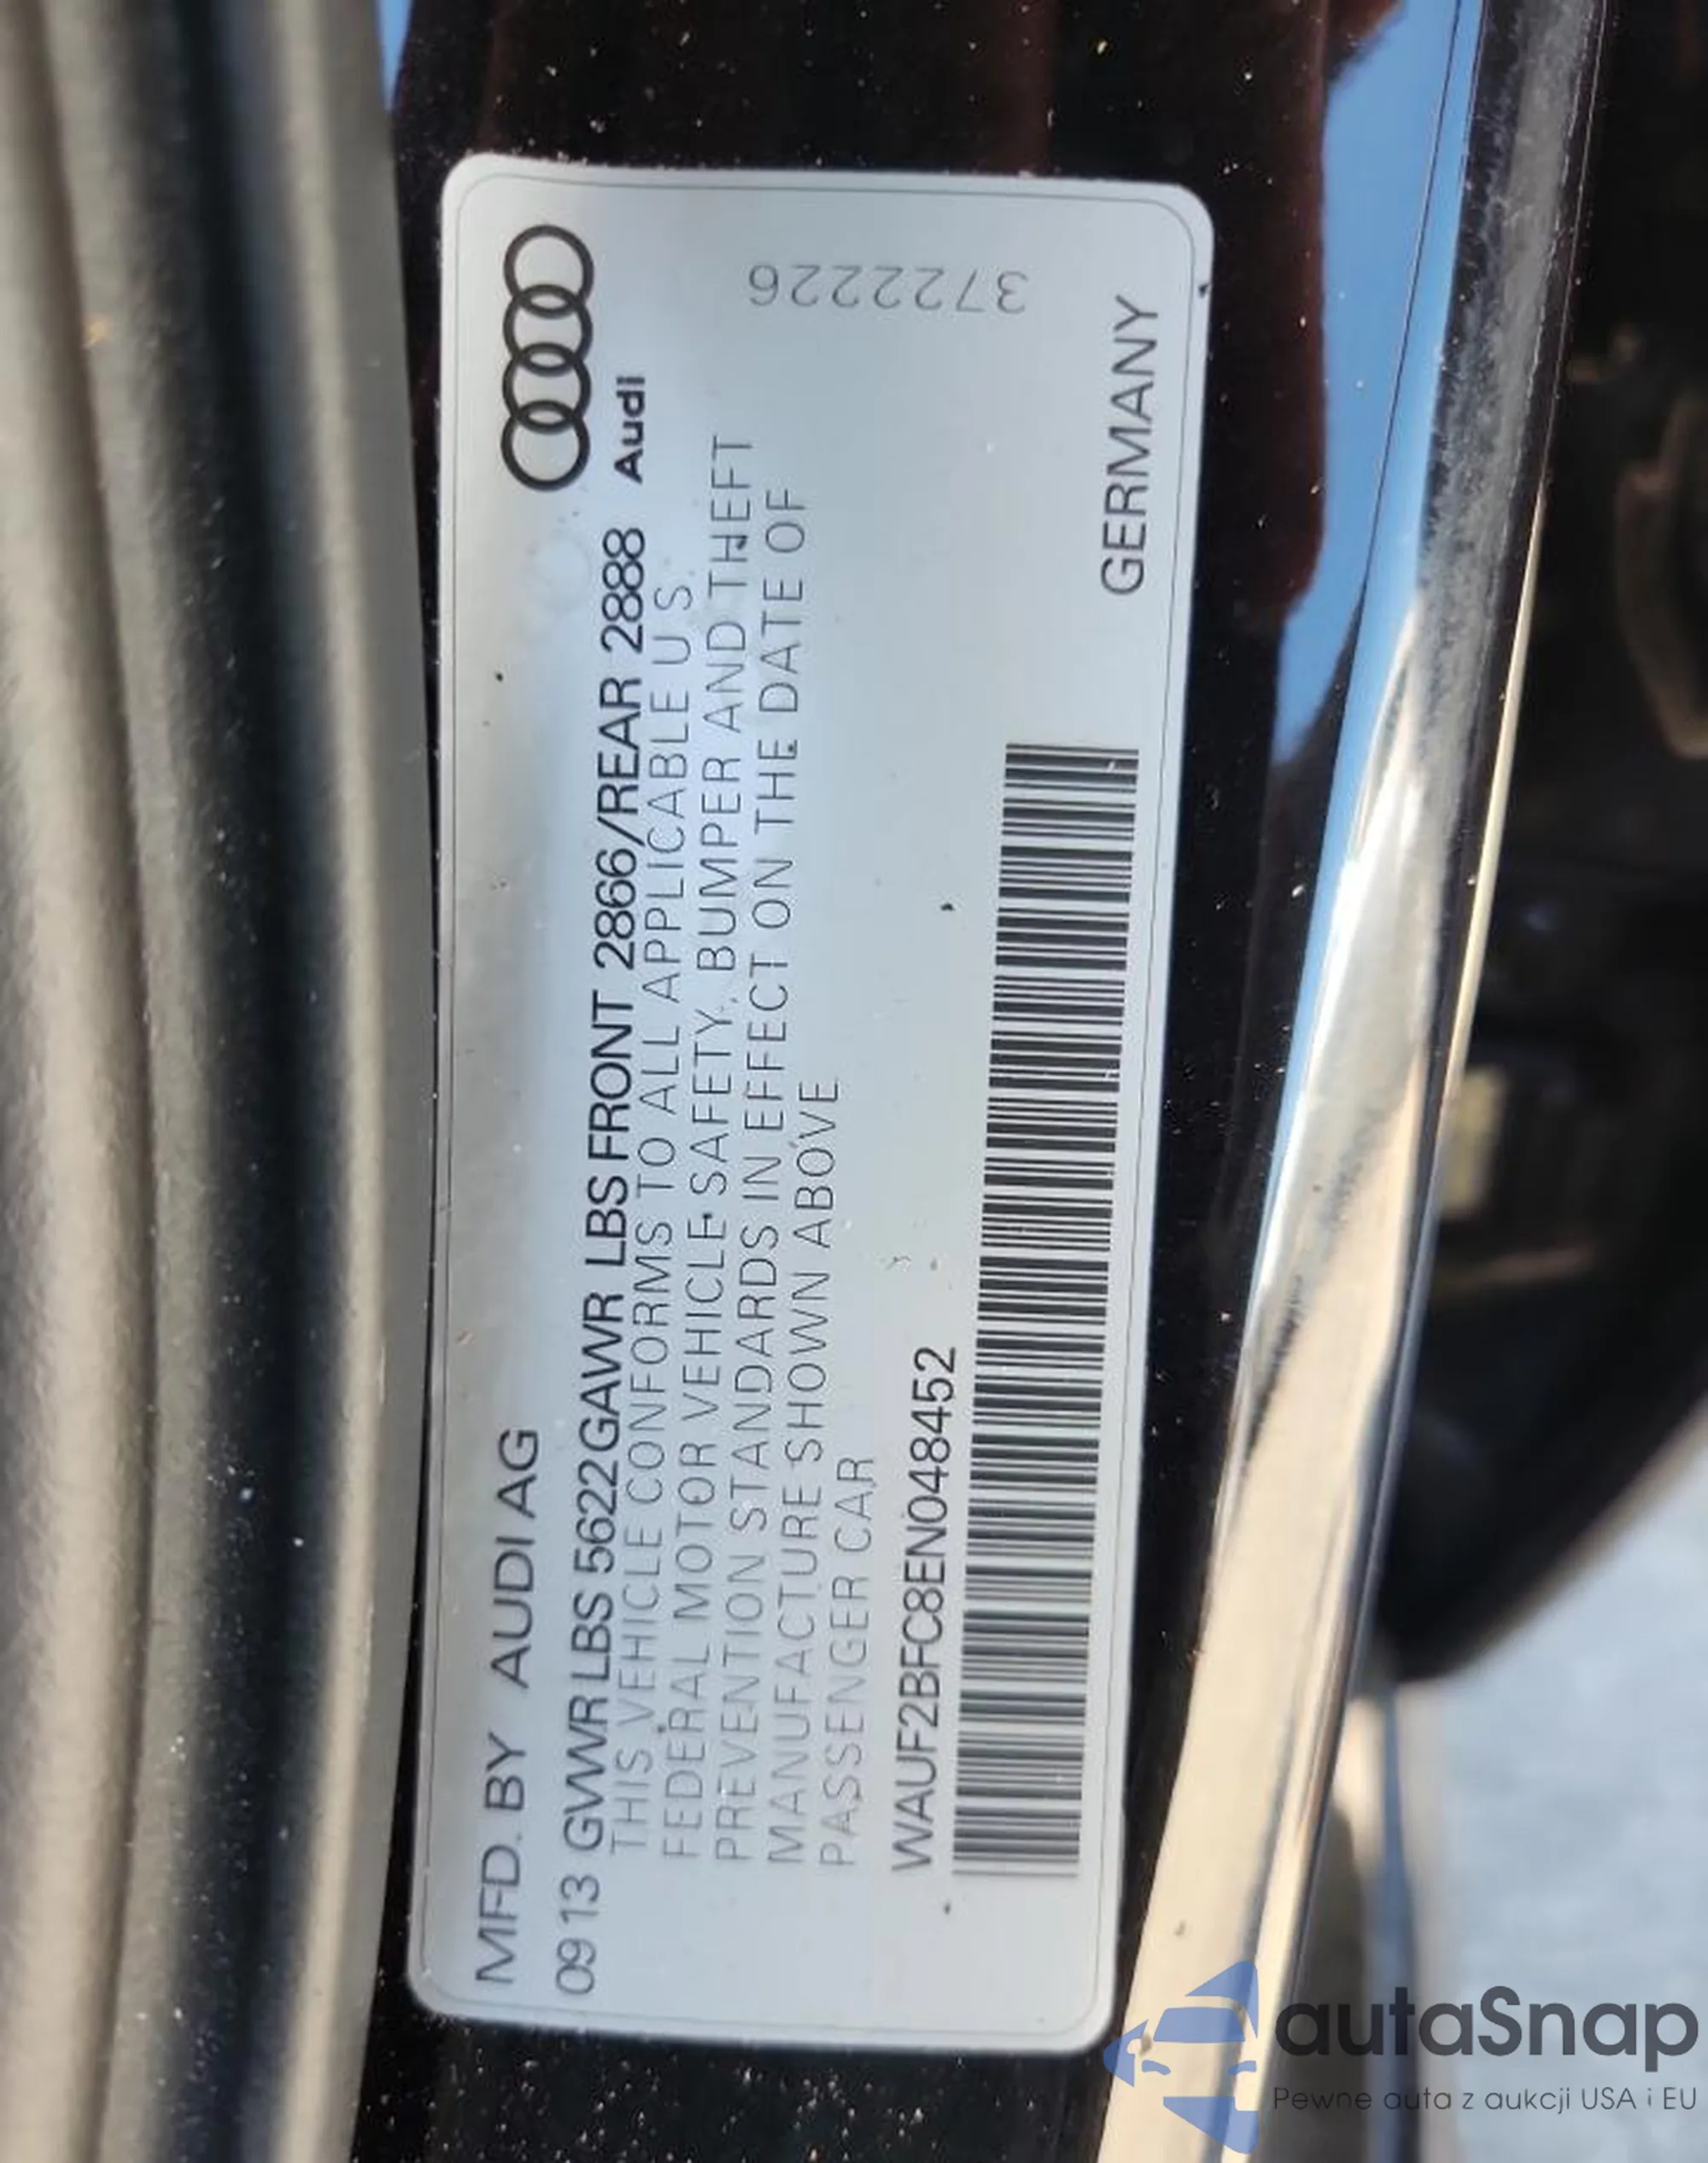 MFD. BY AUDI AG
09 13 GVWR LBS 5622 GAWR LBS FRONT 2866/REAR 2888
Audi
THIS VEHICLE CONFORMS TO ALL APPLICABLE U S
FEDERAL MOTOR VEHICLE SAFETY, BUMPER AND THEFT
PREVENTION STANDARDS IN EFFECT ON THE DATE OF
MANUFACTURE SHOWN ABOVE
PASSENGER CAR
3722226
WAUF2BFC8EN048452
GERMANY
autaSnap
Pewne auta z aukcji USA i EU